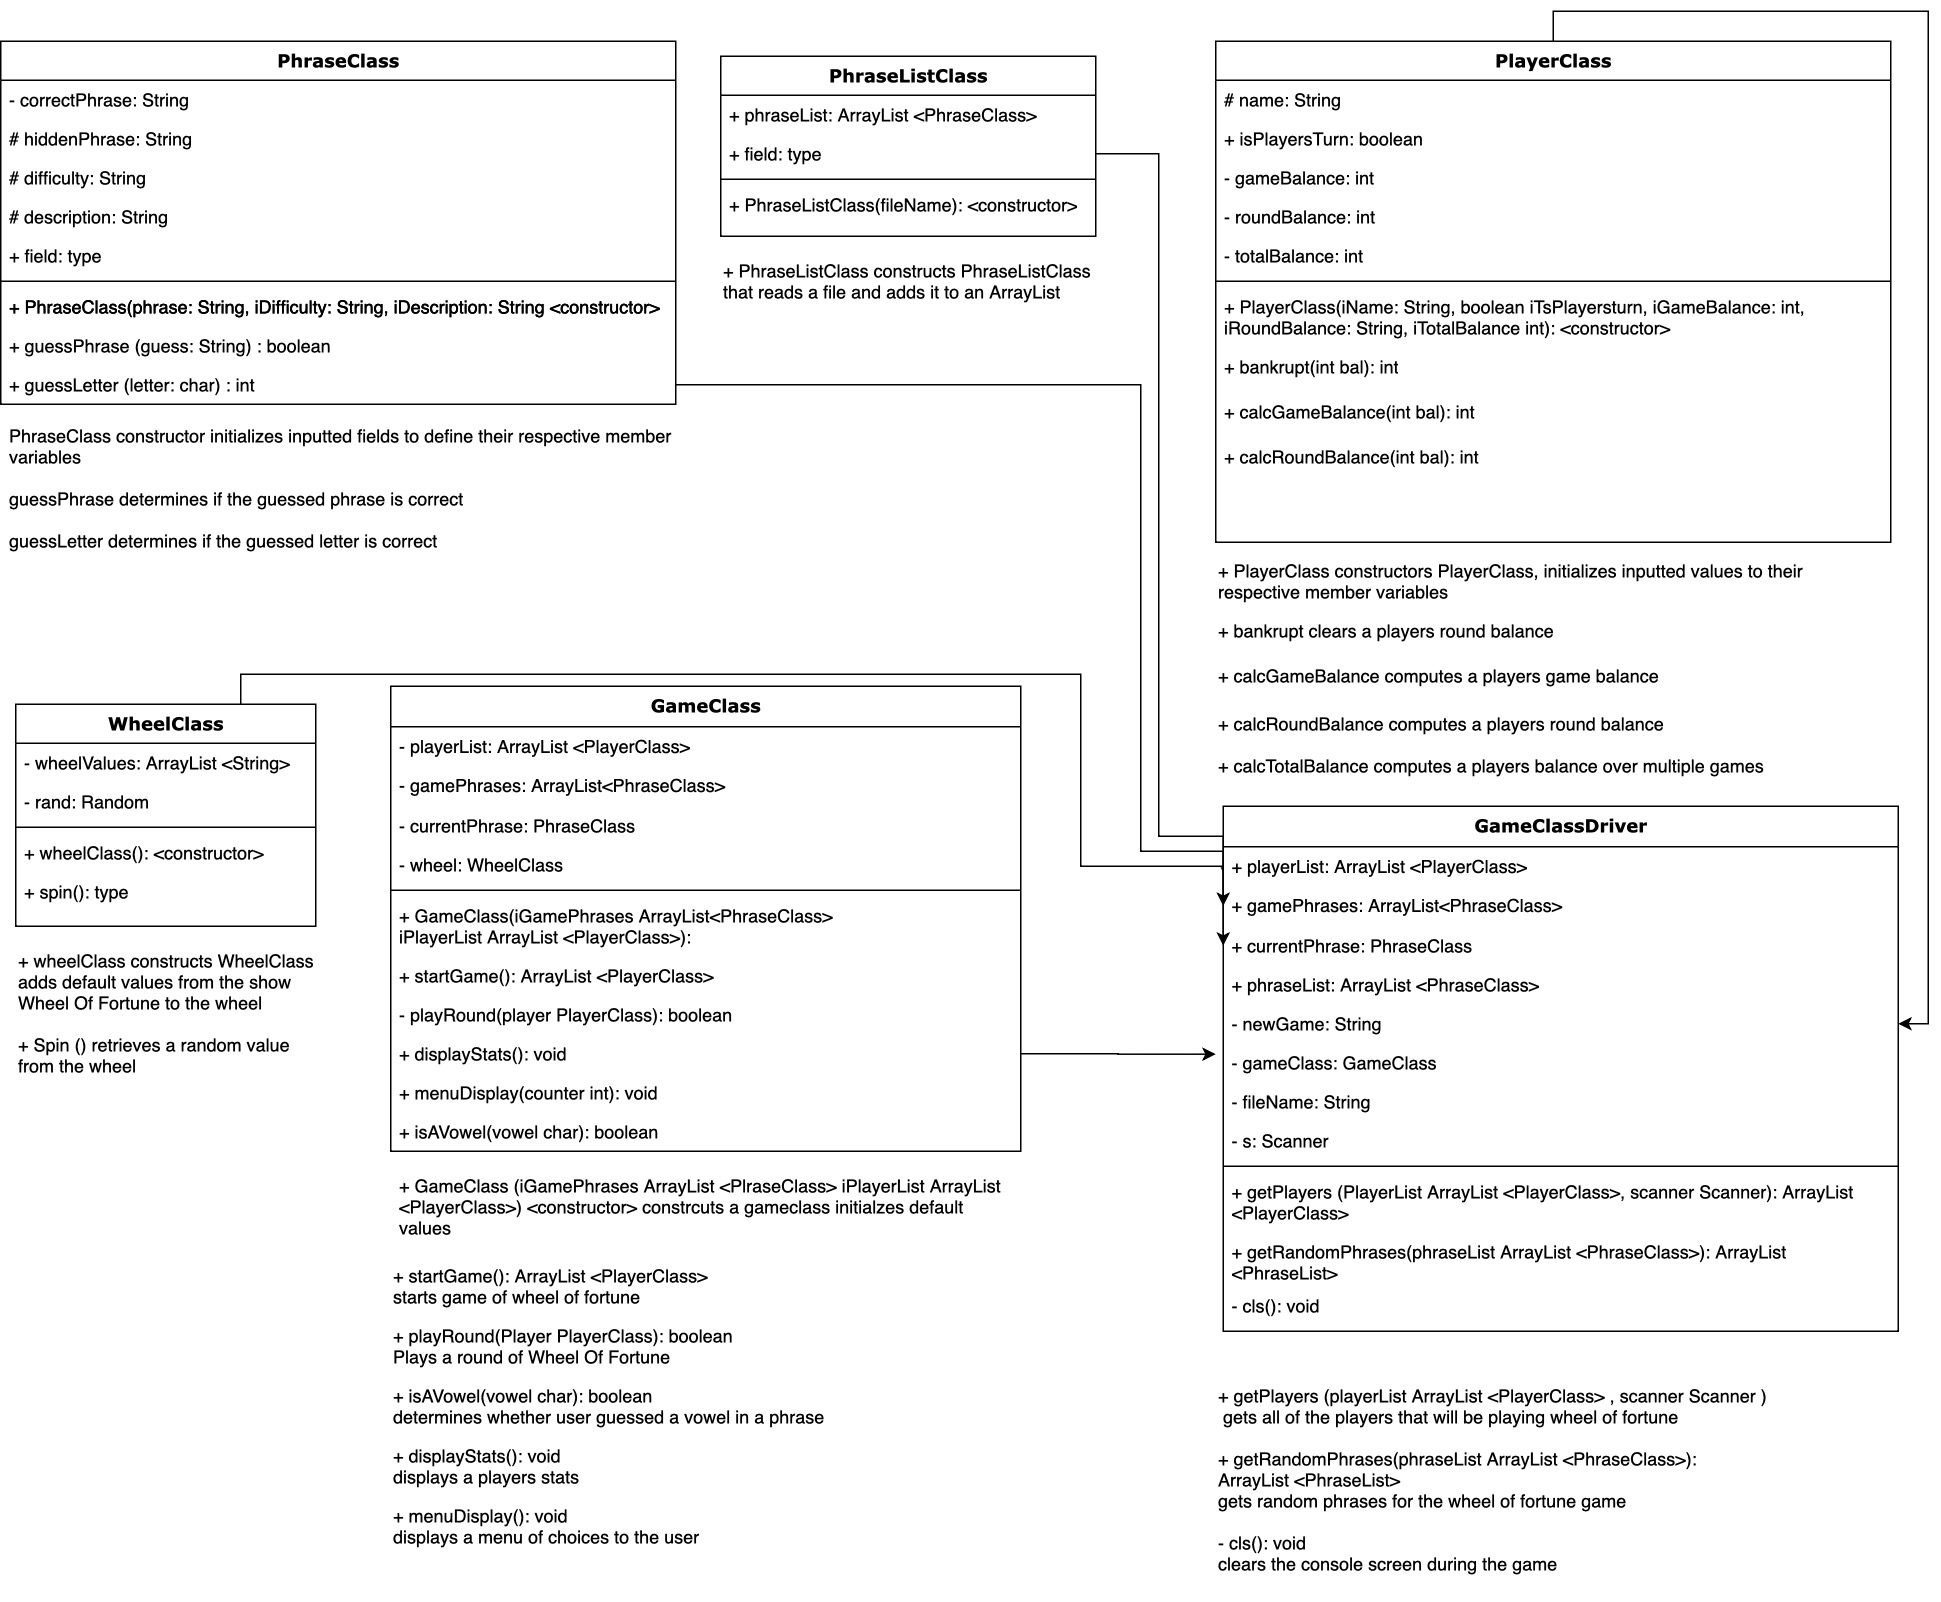 PhraseClass
- correctPhrase: String
# hiddenPhrase: String
# difficulty: String
# description: String
+ field: type
+ PhraseClass(phrase: String, iDifficulty: String, iDescription: String <constructor>
+ guessPhrase (guess: String) : boolean
+ guessLetter (letter: char) : int
PhraseClass constructor initializes inputted fields to define their respective member
variables
guessPhrase determines if the guessed phrase is correct
guessLetter determines if the guessed letter is correct
PhraseListClass
+ phraseList: ArrayList <PhraseClass>
+ field: type
+ PhraseListClass(fileName): <constructor>
+ PhraseListClass constructs PhraseListClass
that reads a file and adds it to an ArrayList
PlayerClass
# name: String
+ isPlayersTurn: boolean
- gameBalance: int
- roundBalance: int
- totalBalance: int
+ PlayerClass(iName: String, boolean iTsPlayersturn, iGameBalance: int,
iRoundBalance: String, iTotalBalance int): <constructor>
+ bankrupt(int bal): int
+ calcGameBalance(int bal): int
+ calcRoundBalance(int bal): int
+ PlayerClass constructors PlayerClass, initializes inputted values to their
respective member variables
+ bankrupt clears a players round balance
+ calcGameBalance computes a players game balance
+ calcRoundBalance computes a players round balance
+ calcTotalBalance computes a players balance over multiple games
WheelClass
- wheelValues: ArrayList <String>
- rand: Random
+ wheelClass(): <constructor>
+ spin(): type
+ wheelClass constructs WheelClass
adds default values from the show
Wheel Of Fortune to the wheel
+ Spin () retrieves a random value
from the wheel
GameClass
- playerList: ArrayList <PlayerClass>
- gamePhrases: ArrayList<PhraseClass>
- currentPhrase: PhraseClass
- wheel: WheelClass
+ GameClass(iGamePhrases ArrayList<PhraseClass>
iPlayerList ArrayList <PlayerClass>):
+ startGame(): ArrayList <PlayerClass>
- playRound(player PlayerClass): boolean
+ displayStats(): void
+ menuDisplay(counter int): void
+ isAVowel(vowel char): boolean
+ GameClass (iGamePhrases ArrayList <PlraseClass> iPlayerList ArrayList
<PlayerClass>) <constructor> constrcuts a gameclass initialzes default
values
+ startGame(): ArrayList <PlayerClass>
starts game of wheel of fortune
+ playRound(Player PlayerClass): boolean
Plays a round of Wheel Of Fortune
+ isAVowel(vowel char): boolean
determines whether user guessed a vowel in a phrase
+ displayStats(): void
displays a players stats
+ menuDisplay(): void
displays a menu of choices to the user
GameClassDriver
+ playerList: ArrayList <PlayerClass>
+ gamePhrases: ArrayList<PhraseClass>
+ currentPhrase: PhraseClass
+ phraseList: ArrayList <PhraseClass>
- newGame: String
- gameClass: GameClass
- fileName: String
- s: Scanner
+ getPlayers (PlayerList ArrayList <PlayerClass>, scanner Scanner): ArrayList
<PlayerClass>
+ getRandomPhrases(phraseList ArrayList <PhraseClass>): ArrayList
<PhraseList>
- cls(): void
+ getPlayers (playerList ArrayList <PlayerClass> , scanner Scanner )
gets all of the players that will be playing wheel of fortune
+ getRandomPhrases(phraseList ArrayList <PhraseClass>):
ArrayList <PhraseList>
gets random phrases for the wheel of fortune game
- cls(): void
clears the console screen during the game